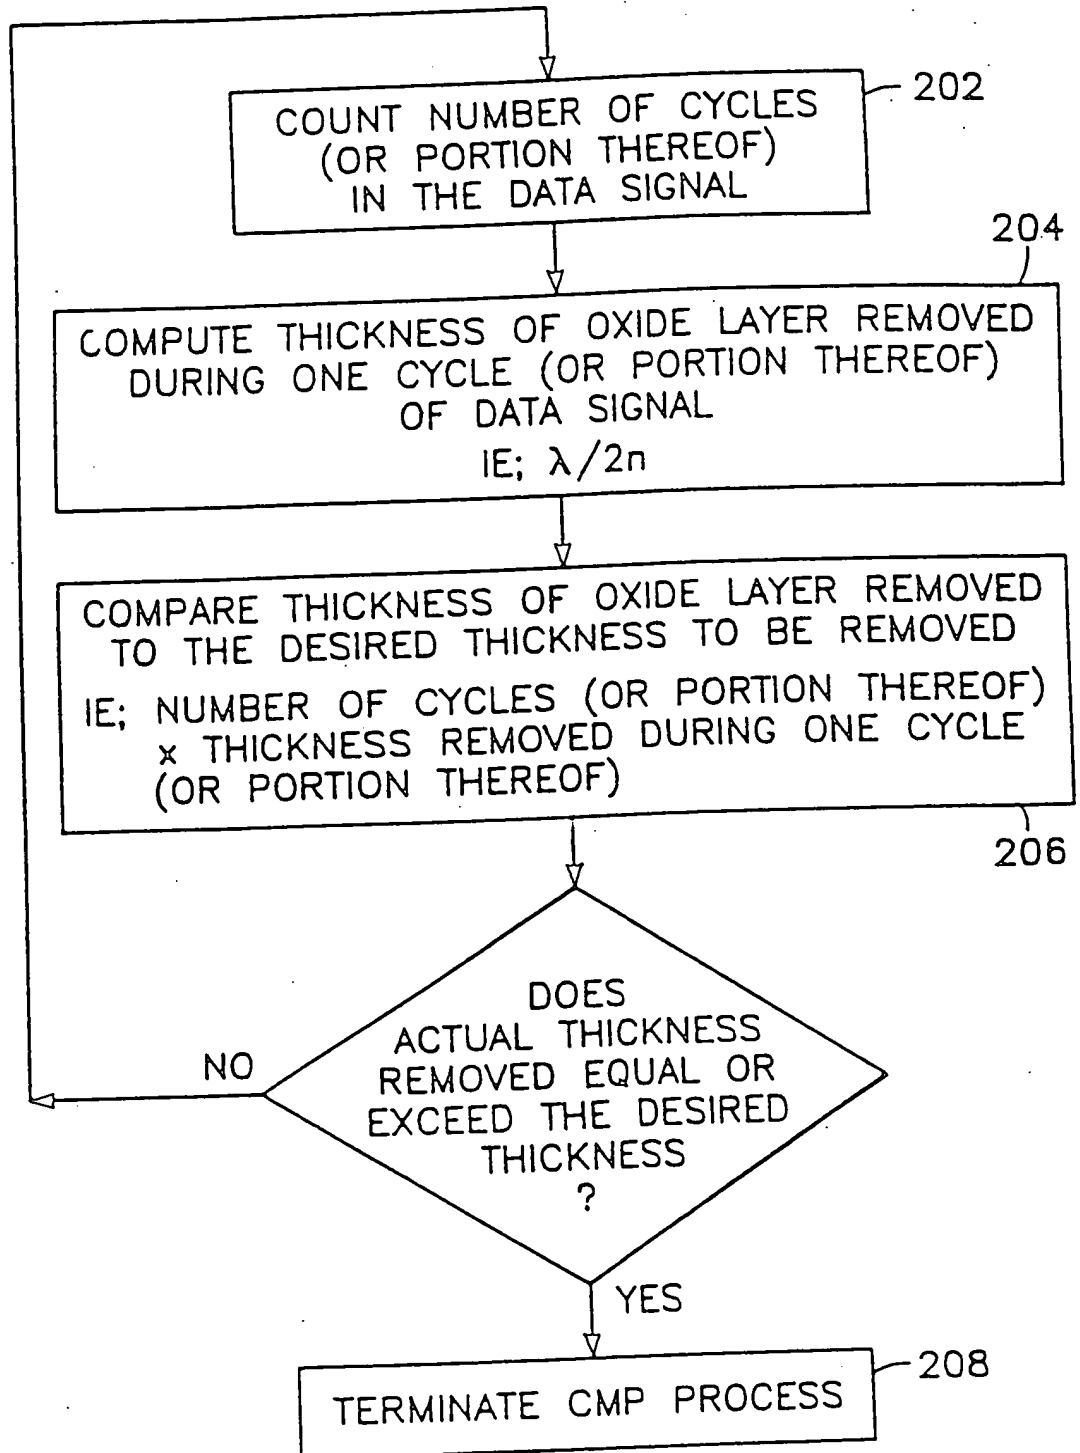 COUNT NUMBER OF CYCLES
(OR PORTION THEREOF)
IN THE DATA SIGNAL
202
204
COMPUTE THICKNESS OF OXIDE LAYER REMOVED
DURING ONE CYCLE (OR PORTION THEREOF)
OF DATA SIGNAL
IE; λ/2n
COMPARE THICKNESS OF OXIDE LAYER REMOVED
TO THE DESIRED THICKNESS TO BE REMOVED
IE; NUMBER OF CYCLES (OR PORTION THEREOF)
x THICKNESS REMOVED DURING ONE CYCLE
(OR PORTION THEREOF)
206
DOES
ACTUAL THICKNESS
REMOVED EQUAL OR
EXCEED THE DESIRED
THICKNESS
?
NO
YES
208
TERMINATE CMP PROCESS